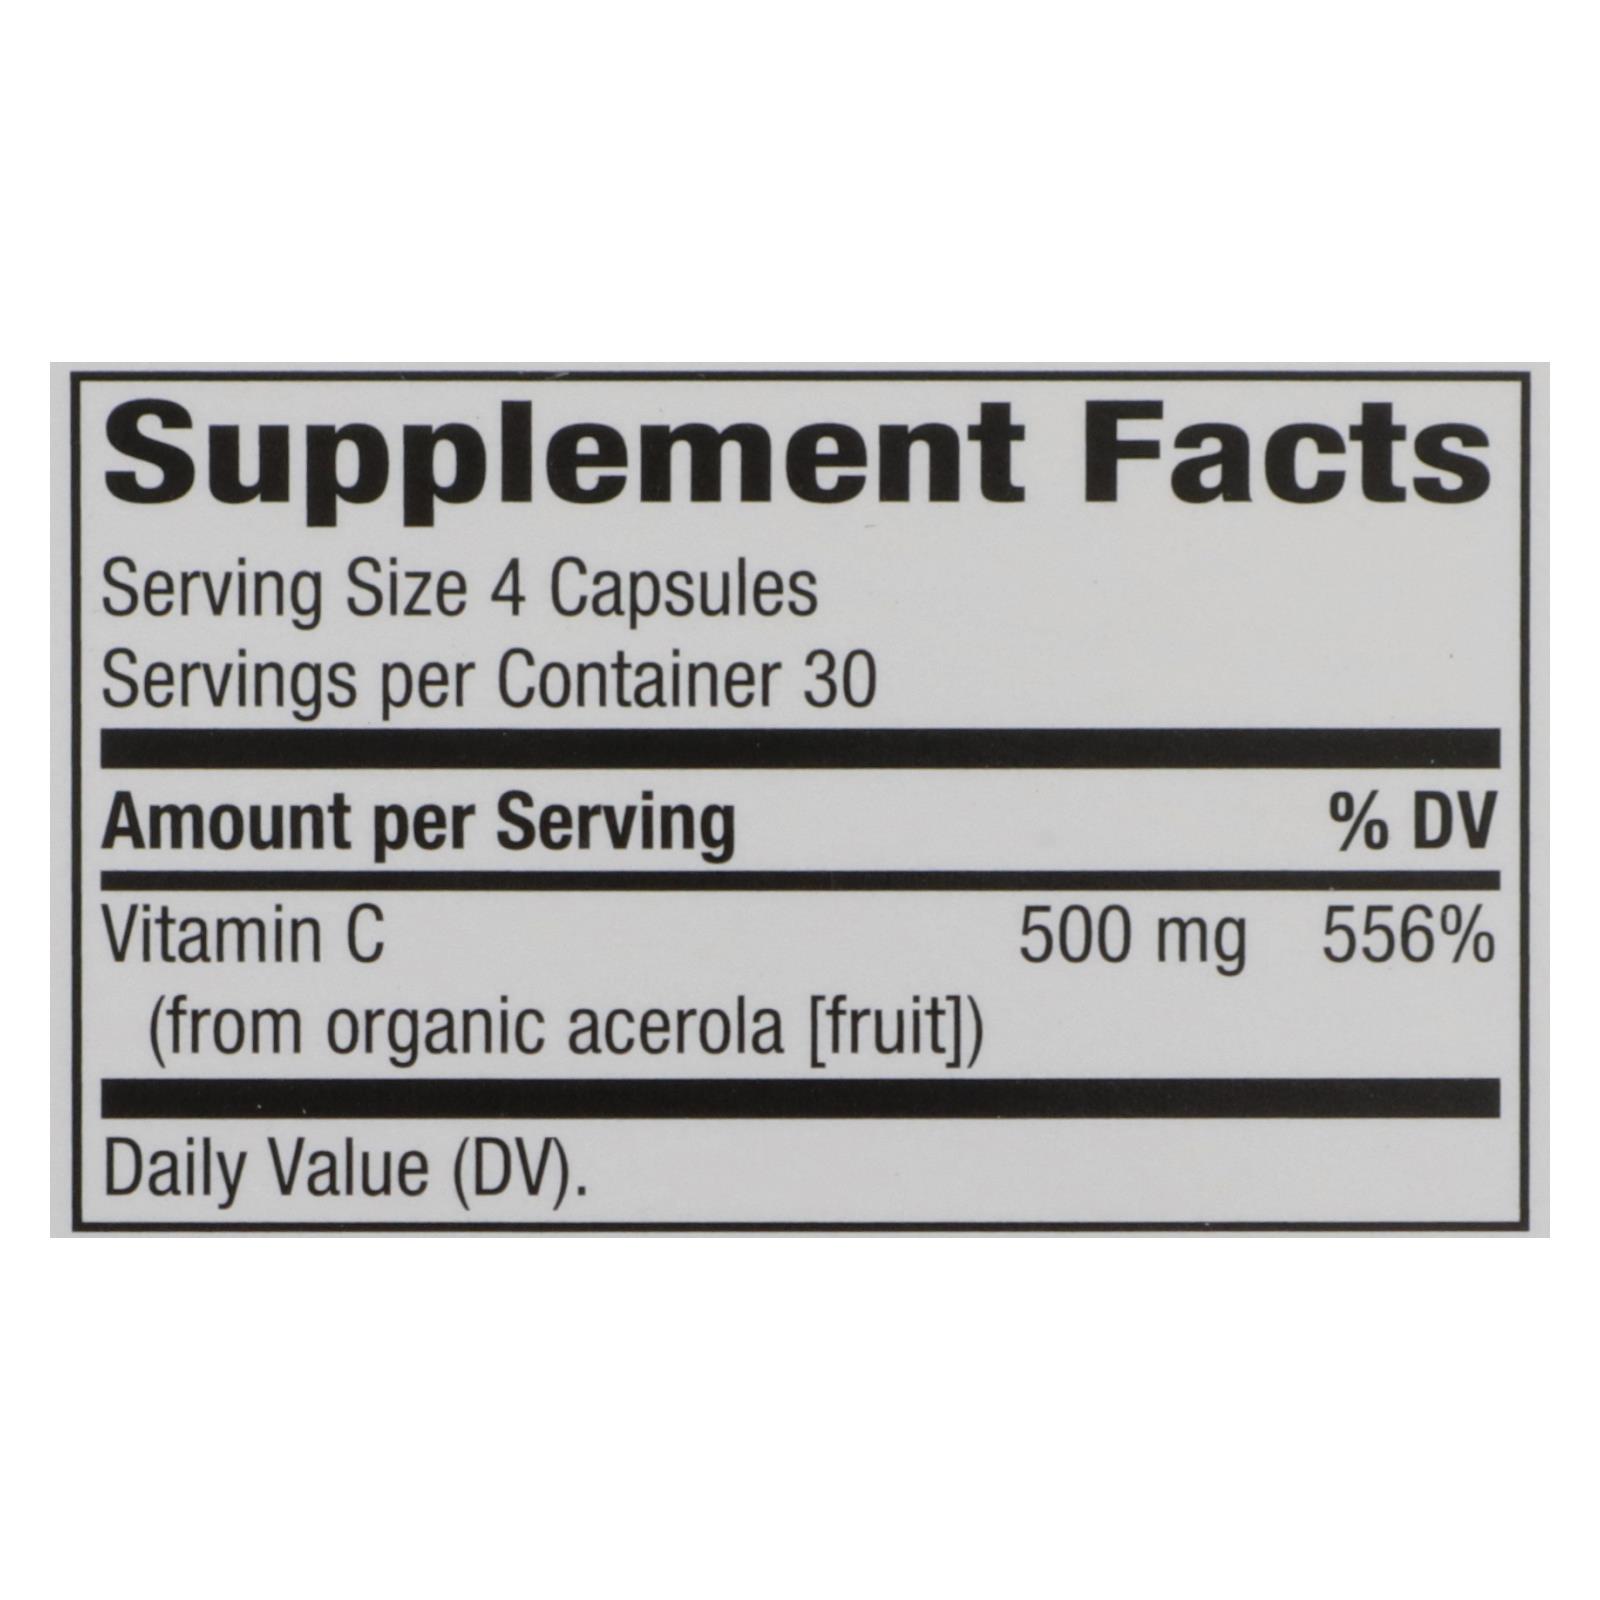 Supplement Facts
Serving Size 4 Capsules
Servings per Container 30
Amount per Serving % DV
Vitamin C 500 mg 556%
(from organic acerola [fruit])
Daily Value (DV).